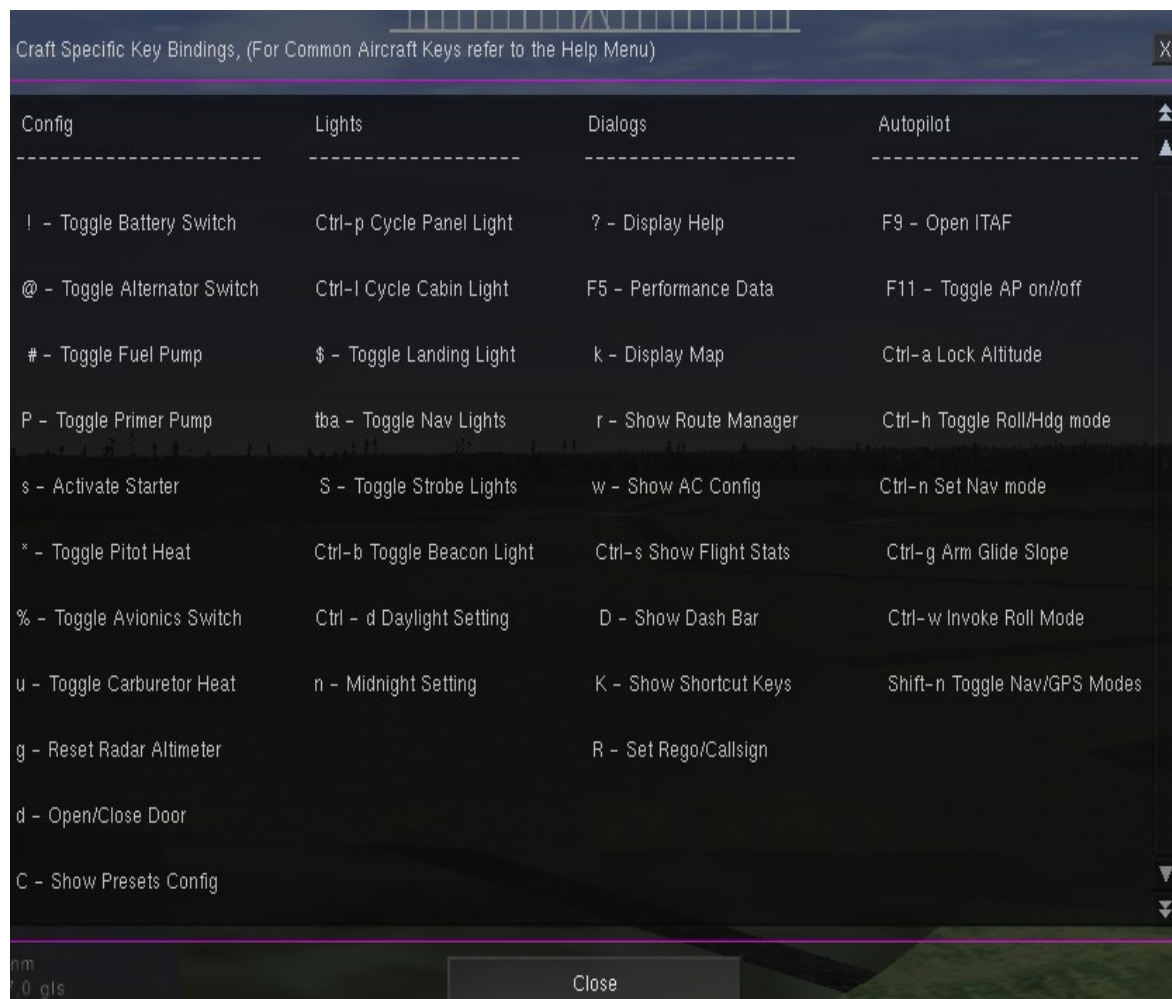 Craft Specific Key Bindings, (For Common Aircraft Keys refer to the Help Menu)
X
Config Lights Dialogs Autopilot
---------------------- ------------------- ------------------- ------------------------
! - Toggle Battery Switch Ctrl-p Cycle Panel Light ? - Display Help F9 - Open ITAF
@ - Toggle Alternator Switch Ctrl-l Cycle Cabin Light F5 - Performance Data F11 - Toggle AP on//off
# - Toggle Fuel Pump $ - Toggle Landing Light k - Display Map Ctrl-a Lock Altitude
P - Toggle Primer Pump tba - Toggle Nav Lights r - Show Route Manager Ctrl-h Toggle Roll/Hdg mode
s - Activate Starter S - Toggle Strobe Lights w - Show AC Config Ctrl-n Set Nav mode
* - Toggle Pitot Heat Ctrl-b Toggle Beacon Light Ctrl-s Show Flight Stats Ctrl-g Arm Glide Slope
% - Toggle Avionics Switch Ctrl - d Daylight Setting D - Show Dash Bar Ctrl-w Invoke Roll Mode
u - Toggle Carburetor Heat n - Midnight Setting K - Show Shortcut Keys Shift-n Toggle Nav/GPS Modes
g - Reset Radar Altimeter R - Set Rego/Callsign
d - Open/Close Door
C - Show Presets Config
nm
.0 gls
Close